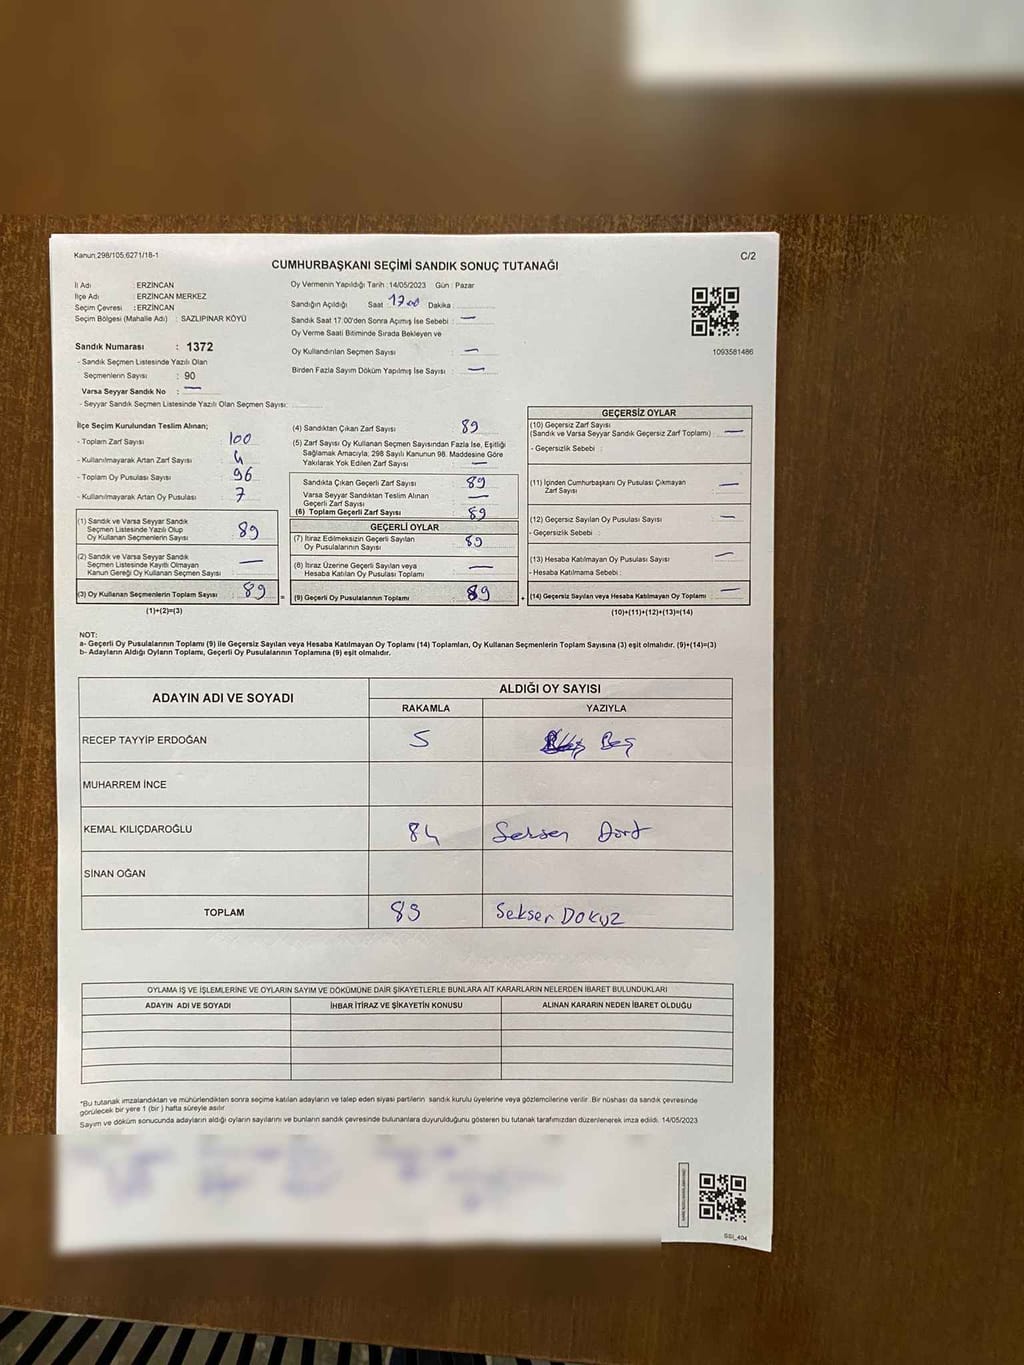 Kanun:298/105,6271/18-1
C/2
CUMHURBAŞKANI SEÇİMİ SANDIK SONUÇ TUTANAĞI
İl Adı : ERZİNCAN
İlçe Adı : ERZİNCAN MERKEZ
Seçim Çevresi : ERZİNCAN
Seçim Bölgesi (Mahalle Adı) : SAZLIPINAR KÖYÜ
Sandık Numarası : 1372
- Sandık Seçmen Listesinde Yazılı Olan
Seçmenlerin Sayısı : 90
Varsa Seyyar Sandık No : —
- Seyyar Sandık Seçmen Listesinde Yazılı Olan Seçmen Sayısı:
Oy Vermenin Yapıldığı Tarih :14/05/2023 Gün : Pazar
Sandığın Açıldığı Saat : 17.00 Dakika :
Sandık Saat 17.00'den Sonra Açımış İse Sebebi : —
Oy Verme Saati Bitiminde Sırada Bekleyen ve
Oy Kullandırılan Seçmen Sayısı : —
Birden Fazla Sayım Döküm Yapılmış İse Sayısı : —
1093581486
İlçe Seçim Kurulundan Teslim Alınan;
- Toplam Zarf Sayısı : 100
- Kullanılmayarak Artan Zarf Sayısı : 4
- Toplam Oy Pusulası Sayısı : 96
- Kullanılmayarak Artan Oy Pusulası : 7
(1) Sandık ve Varsa Seyyar Sandık
Seçmen Listesinde Yazılı Olup
Oy Kullanan Seçmenlerin Sayısı : 89
(2) Sandık ve Varsa Seyyar Sandık
Seçmen Listesinde Kayıtlı Olmayan
Kanun Gereği Oy Kullanan Seçmen Sayısı : —
(3) Oy Kullanan Seçmenlerin Toplam Sayısı : 89
(1)+(2)=(3)
(4) Sandıktan Çıkan Zarf Sayısı : 89
(5) Zarf Sayısı Oy Kullanan Seçmen Sayısından Fazla İse, Eşitliği
Sağlamak Amacıyla; 298 Sayılı Kanunun 98. Maddesine Göre
Yakılarak Yok Edilen Zarf Sayısı : —
Sandıkta Çıkan Geçerli Zarf Sayısı : 89
Varsa Seyyar Sandıktan Teslim Alınan
Geçerli Zarf Sayısı : —
(6) Toplam Geçerli Zarf Sayısı : 89
GEÇERLİ OYLAR
(7) İtiraz Edilmeksizin Geçerli Sayılan
Oy Pusulalarının Sayısı : 89
(8) İtiraz Üzerine Geçerli Sayılan veya
Hesaba Katılan Oy Pusulası Toplamı : —
= (9) Geçerli Oy Pusulalarının Toplamı : 89
GEÇERSİZ OYLAR
(10) Geçersiz Zarf Sayısı
(Sandık ve Varsa Seyyar Sandık Geçersiz Zarf Toplamı) : —
- Geçersizlik Sebebi :
(11) İçinden Cumhurbaşkanı Oy Pusulası Çıkmayan
Zarf Sayısı : —
(12) Geçersiz Sayılan Oy Pusulası Sayısı : —
- Geçersizlik Sebebi :
(13) Hesaba Katılmayan Oy Pusulası Sayısı : —
- Hesaba Katılmama Sebebi :
+ (14) Geçersiz Sayılan veya Hesaba Katılmayan Oy Toplamı : —
(10)+(11)+(12)+(13)=(14)
NOT:
a- Geçerli Oy Pusulalarının Toplamı (9) ile Geçersiz Sayılan veya Hesaba Katılmayan Oy Toplamı (14) Toplamları, Oy Kullanan Seçmenlerin Toplam Sayısına (3) eşit olmalıdır. (9)+(14)=(3)
b- Adayların Aldığı Oyların Toplamı, Geçerli Oy Pusulalarının Toplamına (9) eşit olmalıdır.
ADAYIN ADI VE SOYADI
ALDIĞI OY SAYISI
RAKAMLA YAZIYLA
RECEP TAYYİP ERDOĞAN 5 Beş
MUHARREM İNCE
KEMAL KILIÇDAROĞLU 84 Seksen Dört
SİNAN OĞAN
TOPLAM 89 Seksen Dokuz
OYLAMA İŞ VE İŞLEMLERİNE VE OYLARIN SAYIM VE DÖKÜMÜNE DAİR ŞİKAYETLERLE BUNLARA AİT KARARLARIN NELERDEN İBARET BULUNDUKLARI
ADAYIN ADI VE SOYADI İHBAR İTİRAZ VE ŞİKAYETİN KONUSU ALINAN KARARIN NEDEN İBARET OLDUĞU
*Bu tutanak imzalandıktan ve mühürlendikten sonra seçime katılan adayların ve talep eden siyasi partilerin sandık kurulu üyelerine veya gözlemcilerine verilir. Bir nüshası da sandık çevresinde
görülecek bir yere 1 (bir ) hafta süreyle asılır
Sayım ve döküm sonucunda adayların aldığı oyların sayılarını ve bunların sandık çevresinde bulunanlara duyurulduğunu gösteren bu tutanak tarafımızdan düzenlenerek imza edildi. 14/05/2023
SSI_404